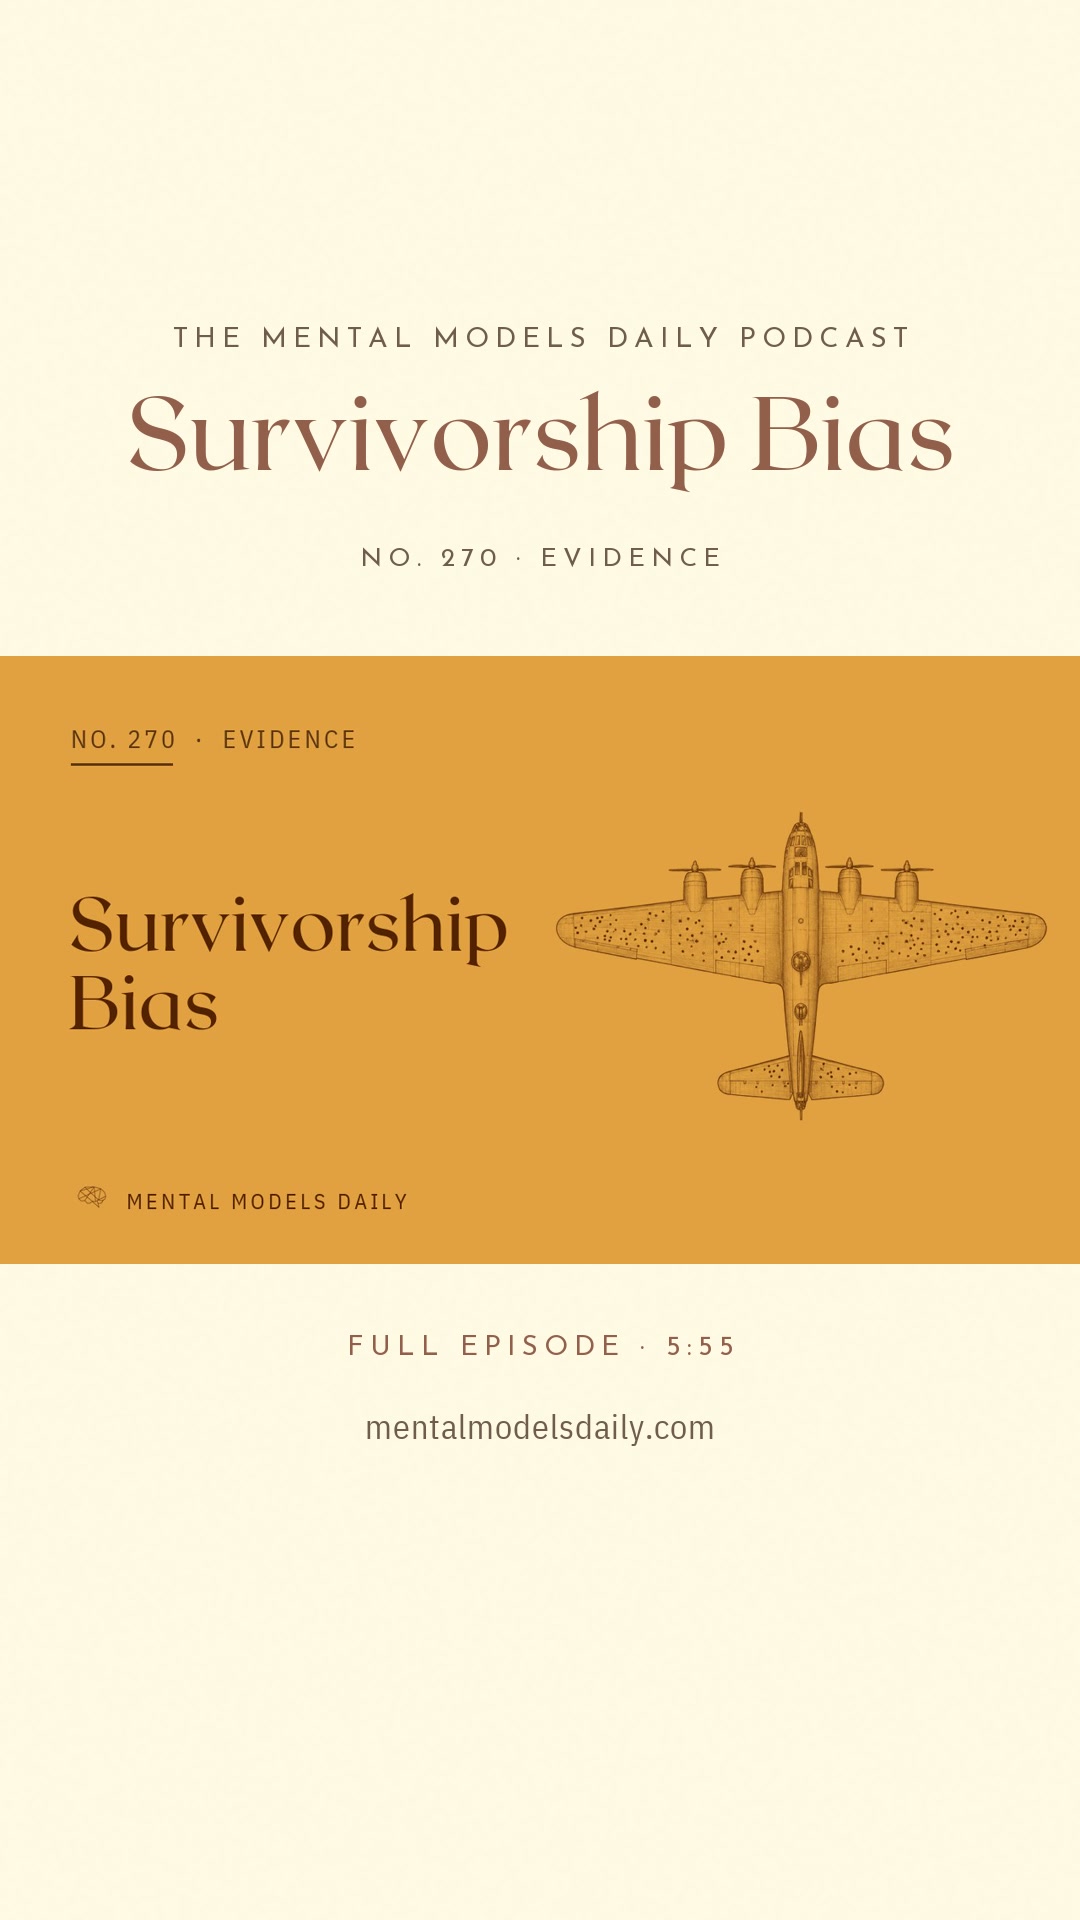 THE MENTAL MODELS DAILY PODCAST
Survivorship Bias
NO. 270 · EVIDENCE
NO. 270 · EVIDENCE
Survivorship
Bias
MENTAL MODELS DAILY
FULL EPISODE · 5:55
mentalmodelsdaily.com